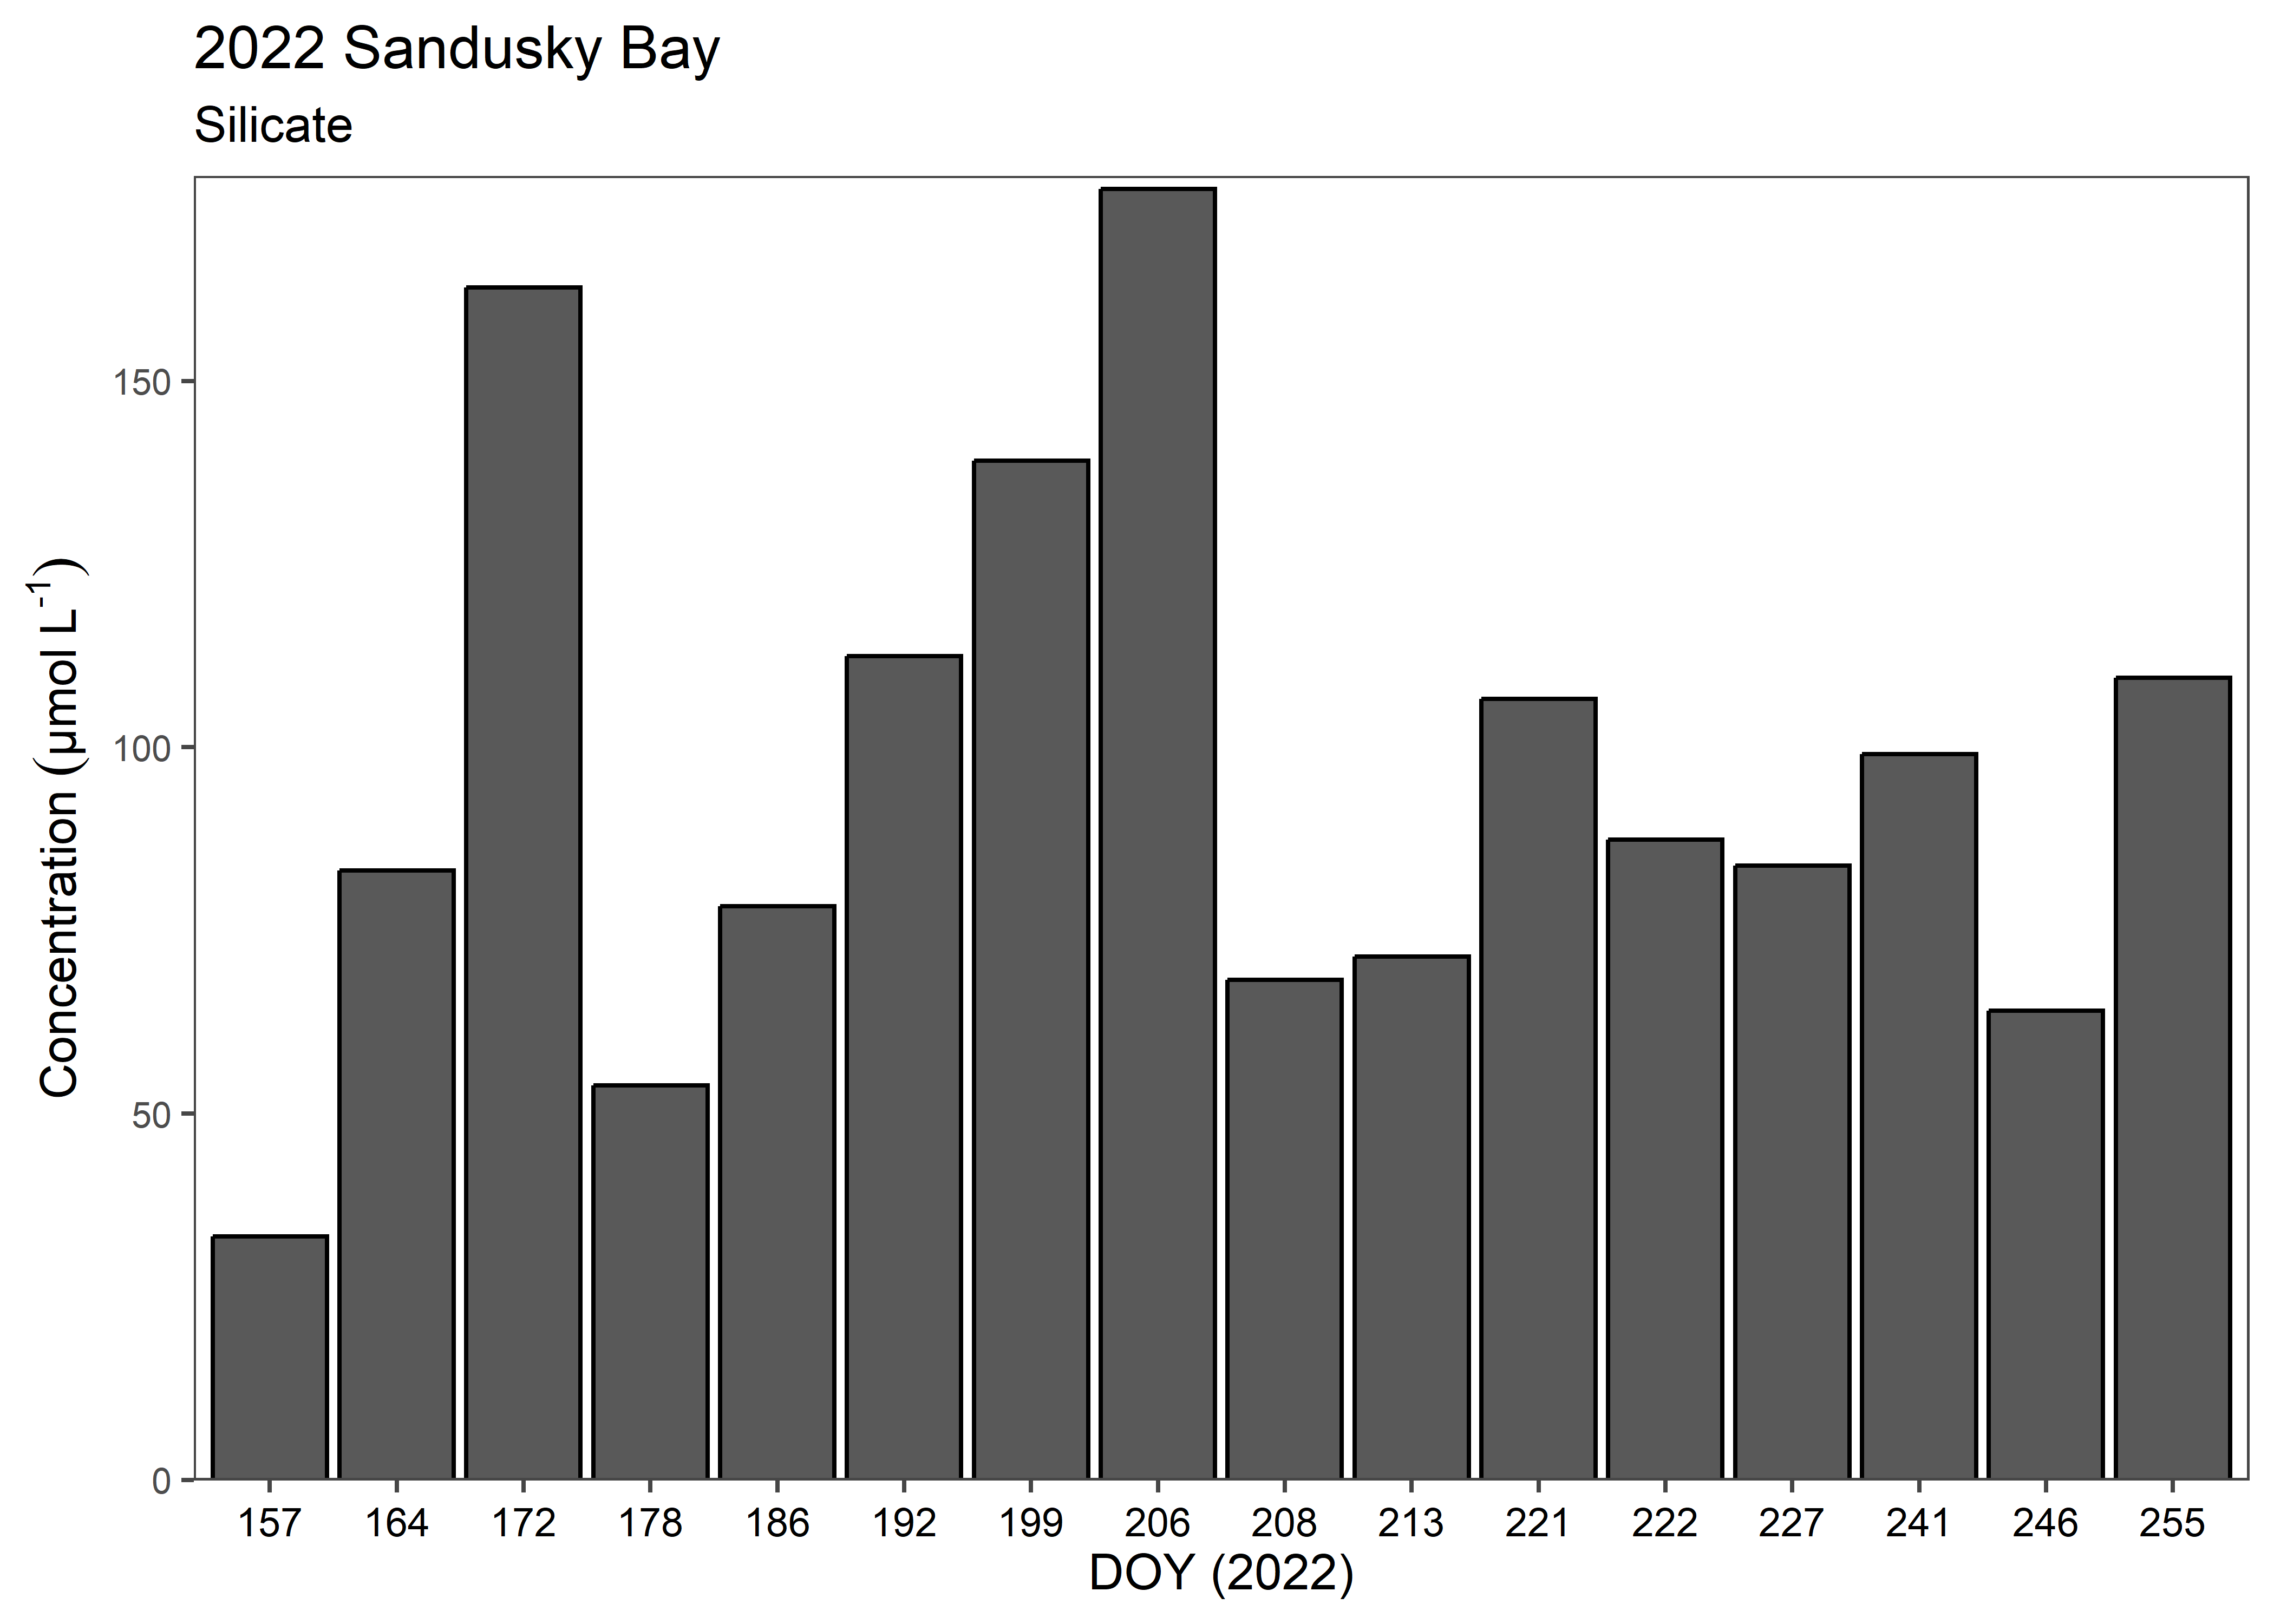 2022 Sandusky Bay
Silicate
Concentration (µmol L⁻¹)
150
100
50
0
157 164 172 178 186 192 199 206 208 213 221 222 227 241 246 255
DOY (2022)